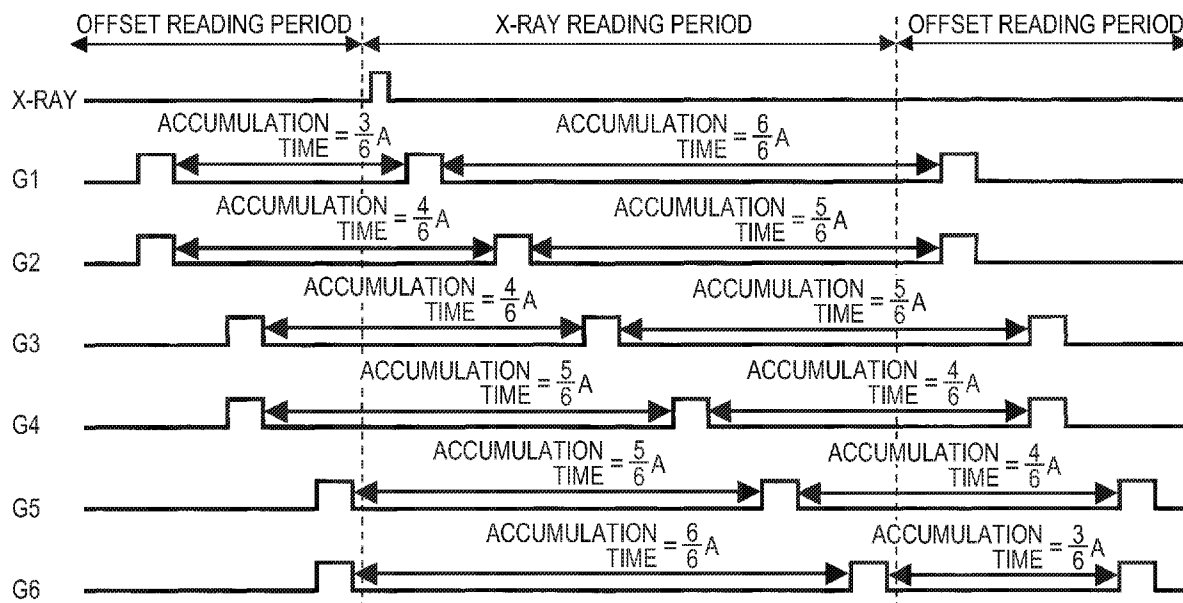 OFFSET READING PERIOD X-RAY READING PERIOD OFFSET READING PERIOD
X-RAY
ACCUMULATION TIME = 3/6 A ACCUMULATION TIME = 6/6 A
G1
ACCUMULATION TIME = 4/6 A ACCUMULATION TIME = 5/6 A
G2
ACCUMULATION TIME = 4/6 A ACCUMULATION TIME = 5/6 A
G3
ACCUMULATION TIME = 5/6 A ACCUMULATION TIME = 4/6 A
G4
ACCUMULATION TIME = 5/6 A ACCUMULATION TIME = 4/6 A
G5
ACCUMULATION TIME = 6/6 A ACCUMULATION TIME = 3/6 A
G6